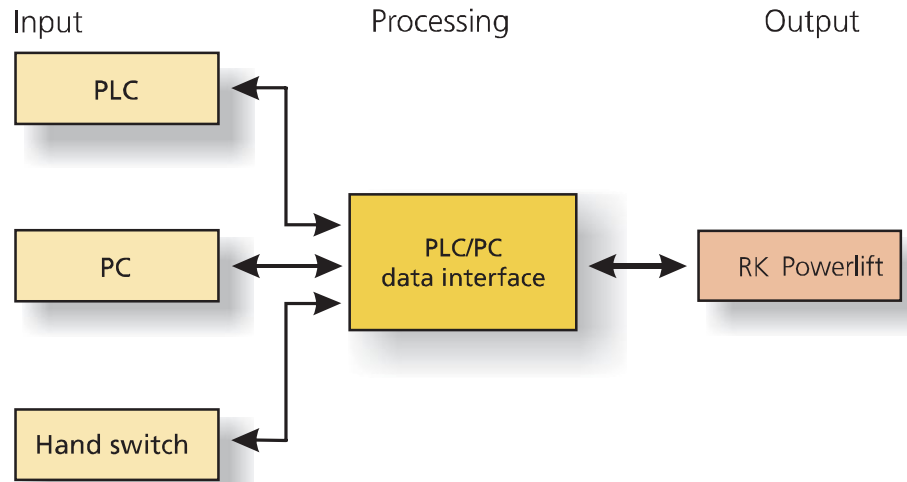 Input
Processing
Output
PLC
PC
Hand switch
PLC/PC
data interface
RK Powerlift